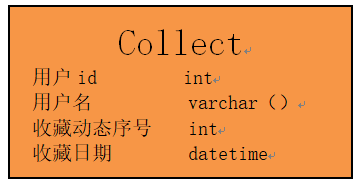 Collect
用户id int
用户名 varchar（）
收藏动态序号 int
收藏日期 datetime